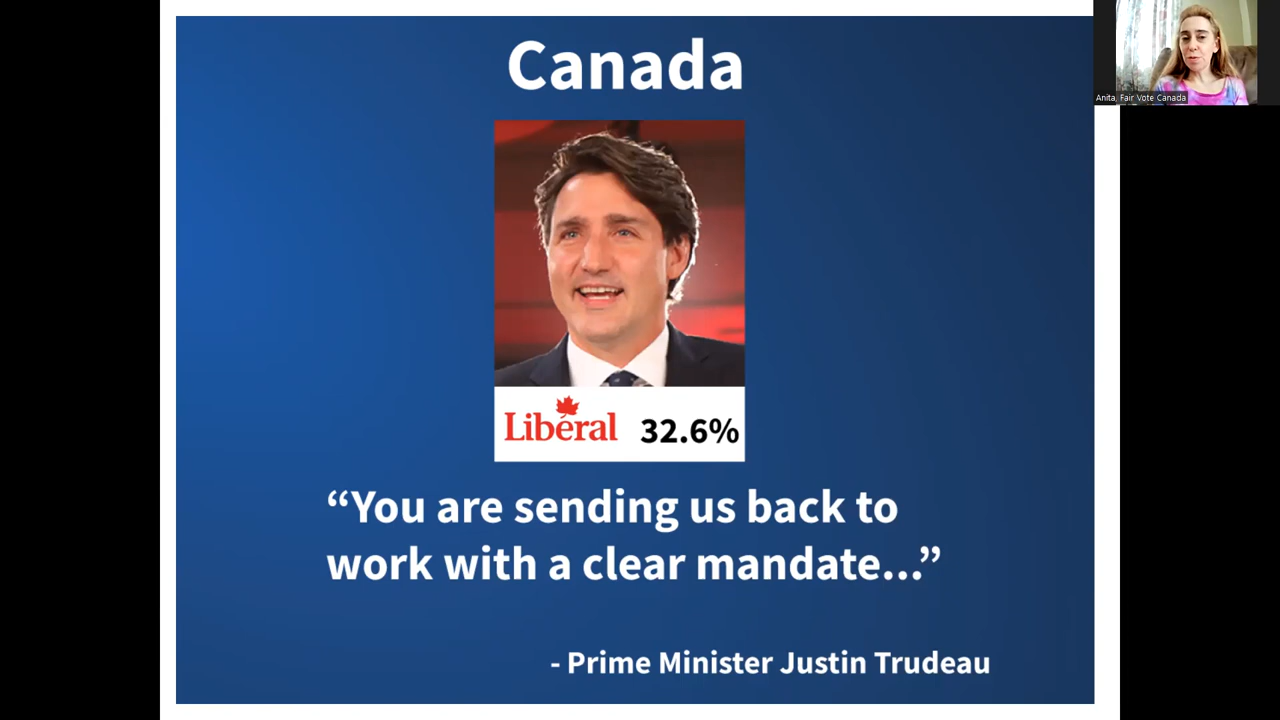 Canada
Anita, Fair Vote Canada
Liberal 32.6%
“You are sending us back to
work with a clear mandate...”
- Prime Minister Justin Trudeau